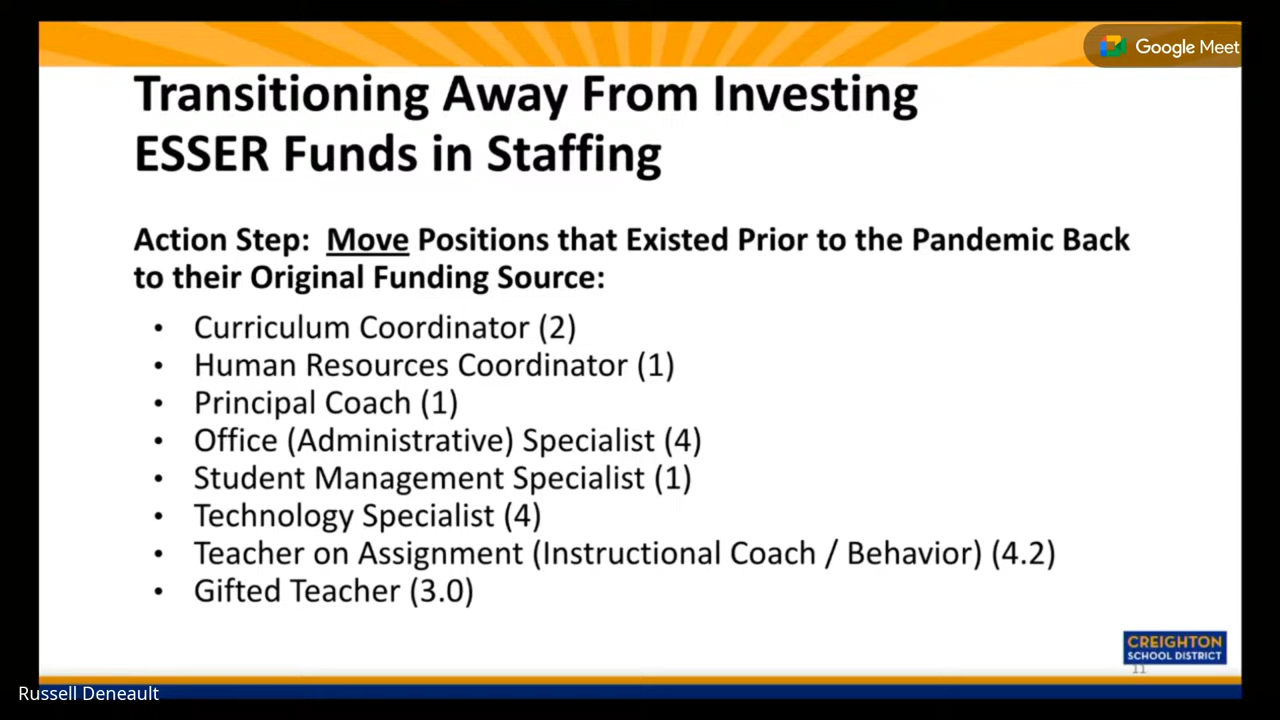 Google Meet
Transitioning Away From Investing
ESSER Funds in Staffing
Action Step: Move Positions that Existed Prior to the Pandemic Back
to their Original Funding Source:
• Curriculum Coordinator (2)
• Human Resources Coordinator (1)
• Principal Coach (1)
• Office (Administrative) Specialist (4)
• Student Management Specialist (1)
• Technology Specialist (4)
• Teacher on Assignment (Instructional Coach / Behavior) (4.2)
• Gifted Teacher (3.0)
CREIGHTON
SCHOOL DISTRICT
11
Russell Deneault